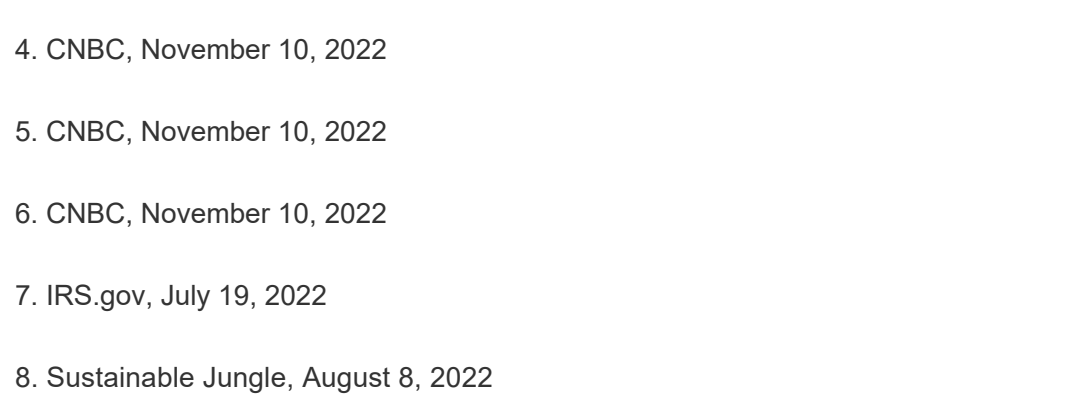 4. CNBC, November 10, 2022
5. CNBC, November 10, 2022
6. CNBC, November 10, 2022
7. IRS.gov, July 19, 2022
8. Sustainable Jungle, August 8, 2022